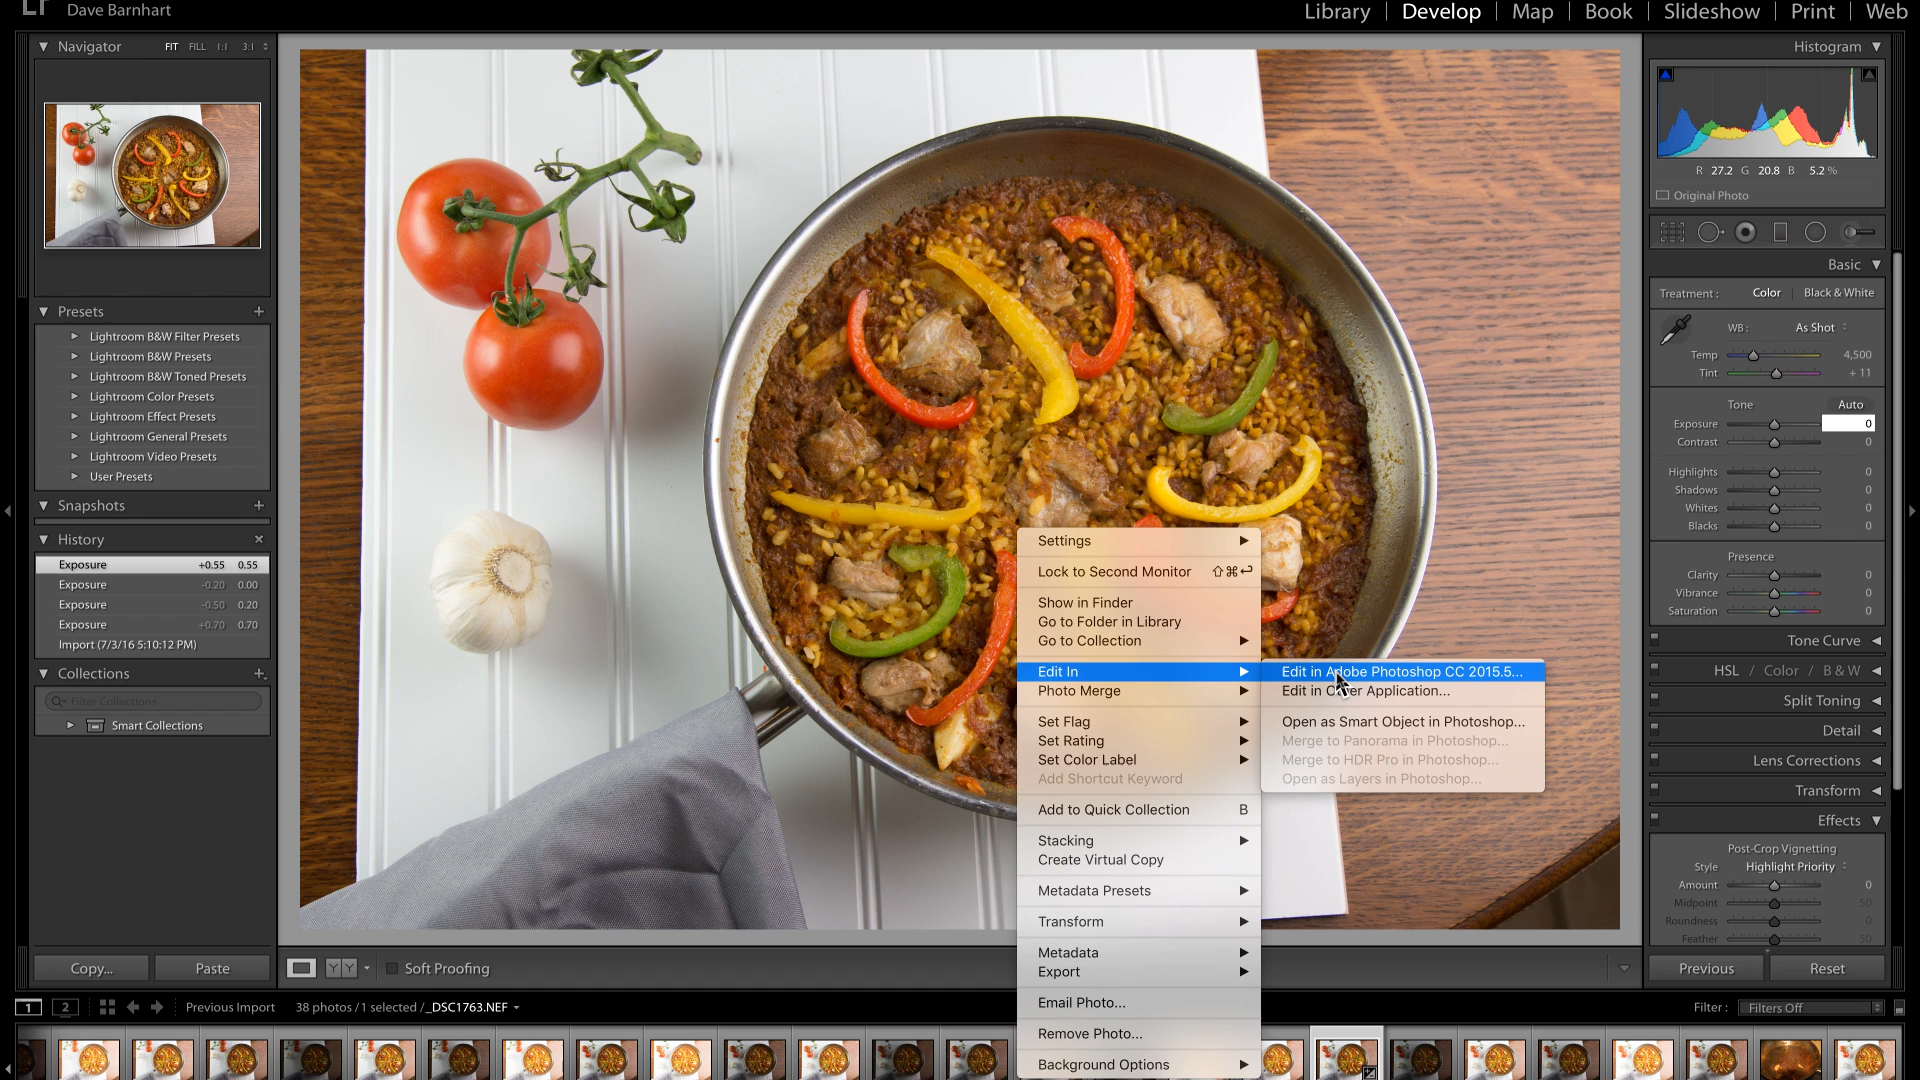 Lr
Dave Barnhart
Library | Develop | Map | Book | Slideshow | Print | Web
Navigator FIT FILL 1:1 3:1
Presets +
Lightroom B&W Filter Presets
Lightroom B&W Presets
Lightroom B&W Toned Presets
Lightroom Color Presets
Lightroom Effect Presets
Lightroom General Presets
Lightroom Video Presets
User Presets
Snapshots +
History ×
Exposure +0.55 0.55
Exposure -0.20 0.00
Exposure -0.50 0.20
Exposure +0.70 0.70
Import (7/3/16 5:10:12 PM)
Collections +
Filter Collections
Smart Collections
Copy... Paste
Settings
Lock to Second Monitor ⇧⌘↩
Show in Finder
Go to Folder in Library
Go to Collection
Edit In
Photo Merge
Set Flag
Set Rating
Set Color Label
Add Shortcut Keyword
Add to Quick Collection B
Stacking
Create Virtual Copy
Metadata Presets
Transform
Metadata
Export
Email Photo...
Remove Photo...
Background Options
Edit in Adobe Photoshop CC 2015.5...
Edit in Other Application...
Open as Smart Object in Photoshop...
Merge to Panorama in Photoshop...
Merge to HDR Pro in Photoshop...
Open as Layers in Photoshop...
Histogram
R 27.2 G 20.8 B 5.2 %
Original Photo
Basic
Treatment : Color | Black & White
WB : As Shot
Temp 4,500
Tint + 11
Tone Auto
Exposure 0
Contrast 0
Highlights 0
Shadows 0
Whites 0
Blacks 0
Presence
Clarity 0
Vibrance 0
Saturation 0
Tone Curve
HSL / Color / B & W
Split Toning
Detail
Lens Corrections
Transform
Effects
Post-Crop Vignetting
Style Highlight Priority
Amount 0
Midpoint 50
Roundness 0
Feather 50
Previous Reset
YY Soft Proofing
1 2 Previous Import 38 photos / 1 selected / _DSC1763.NEF
Filter : Filters Off